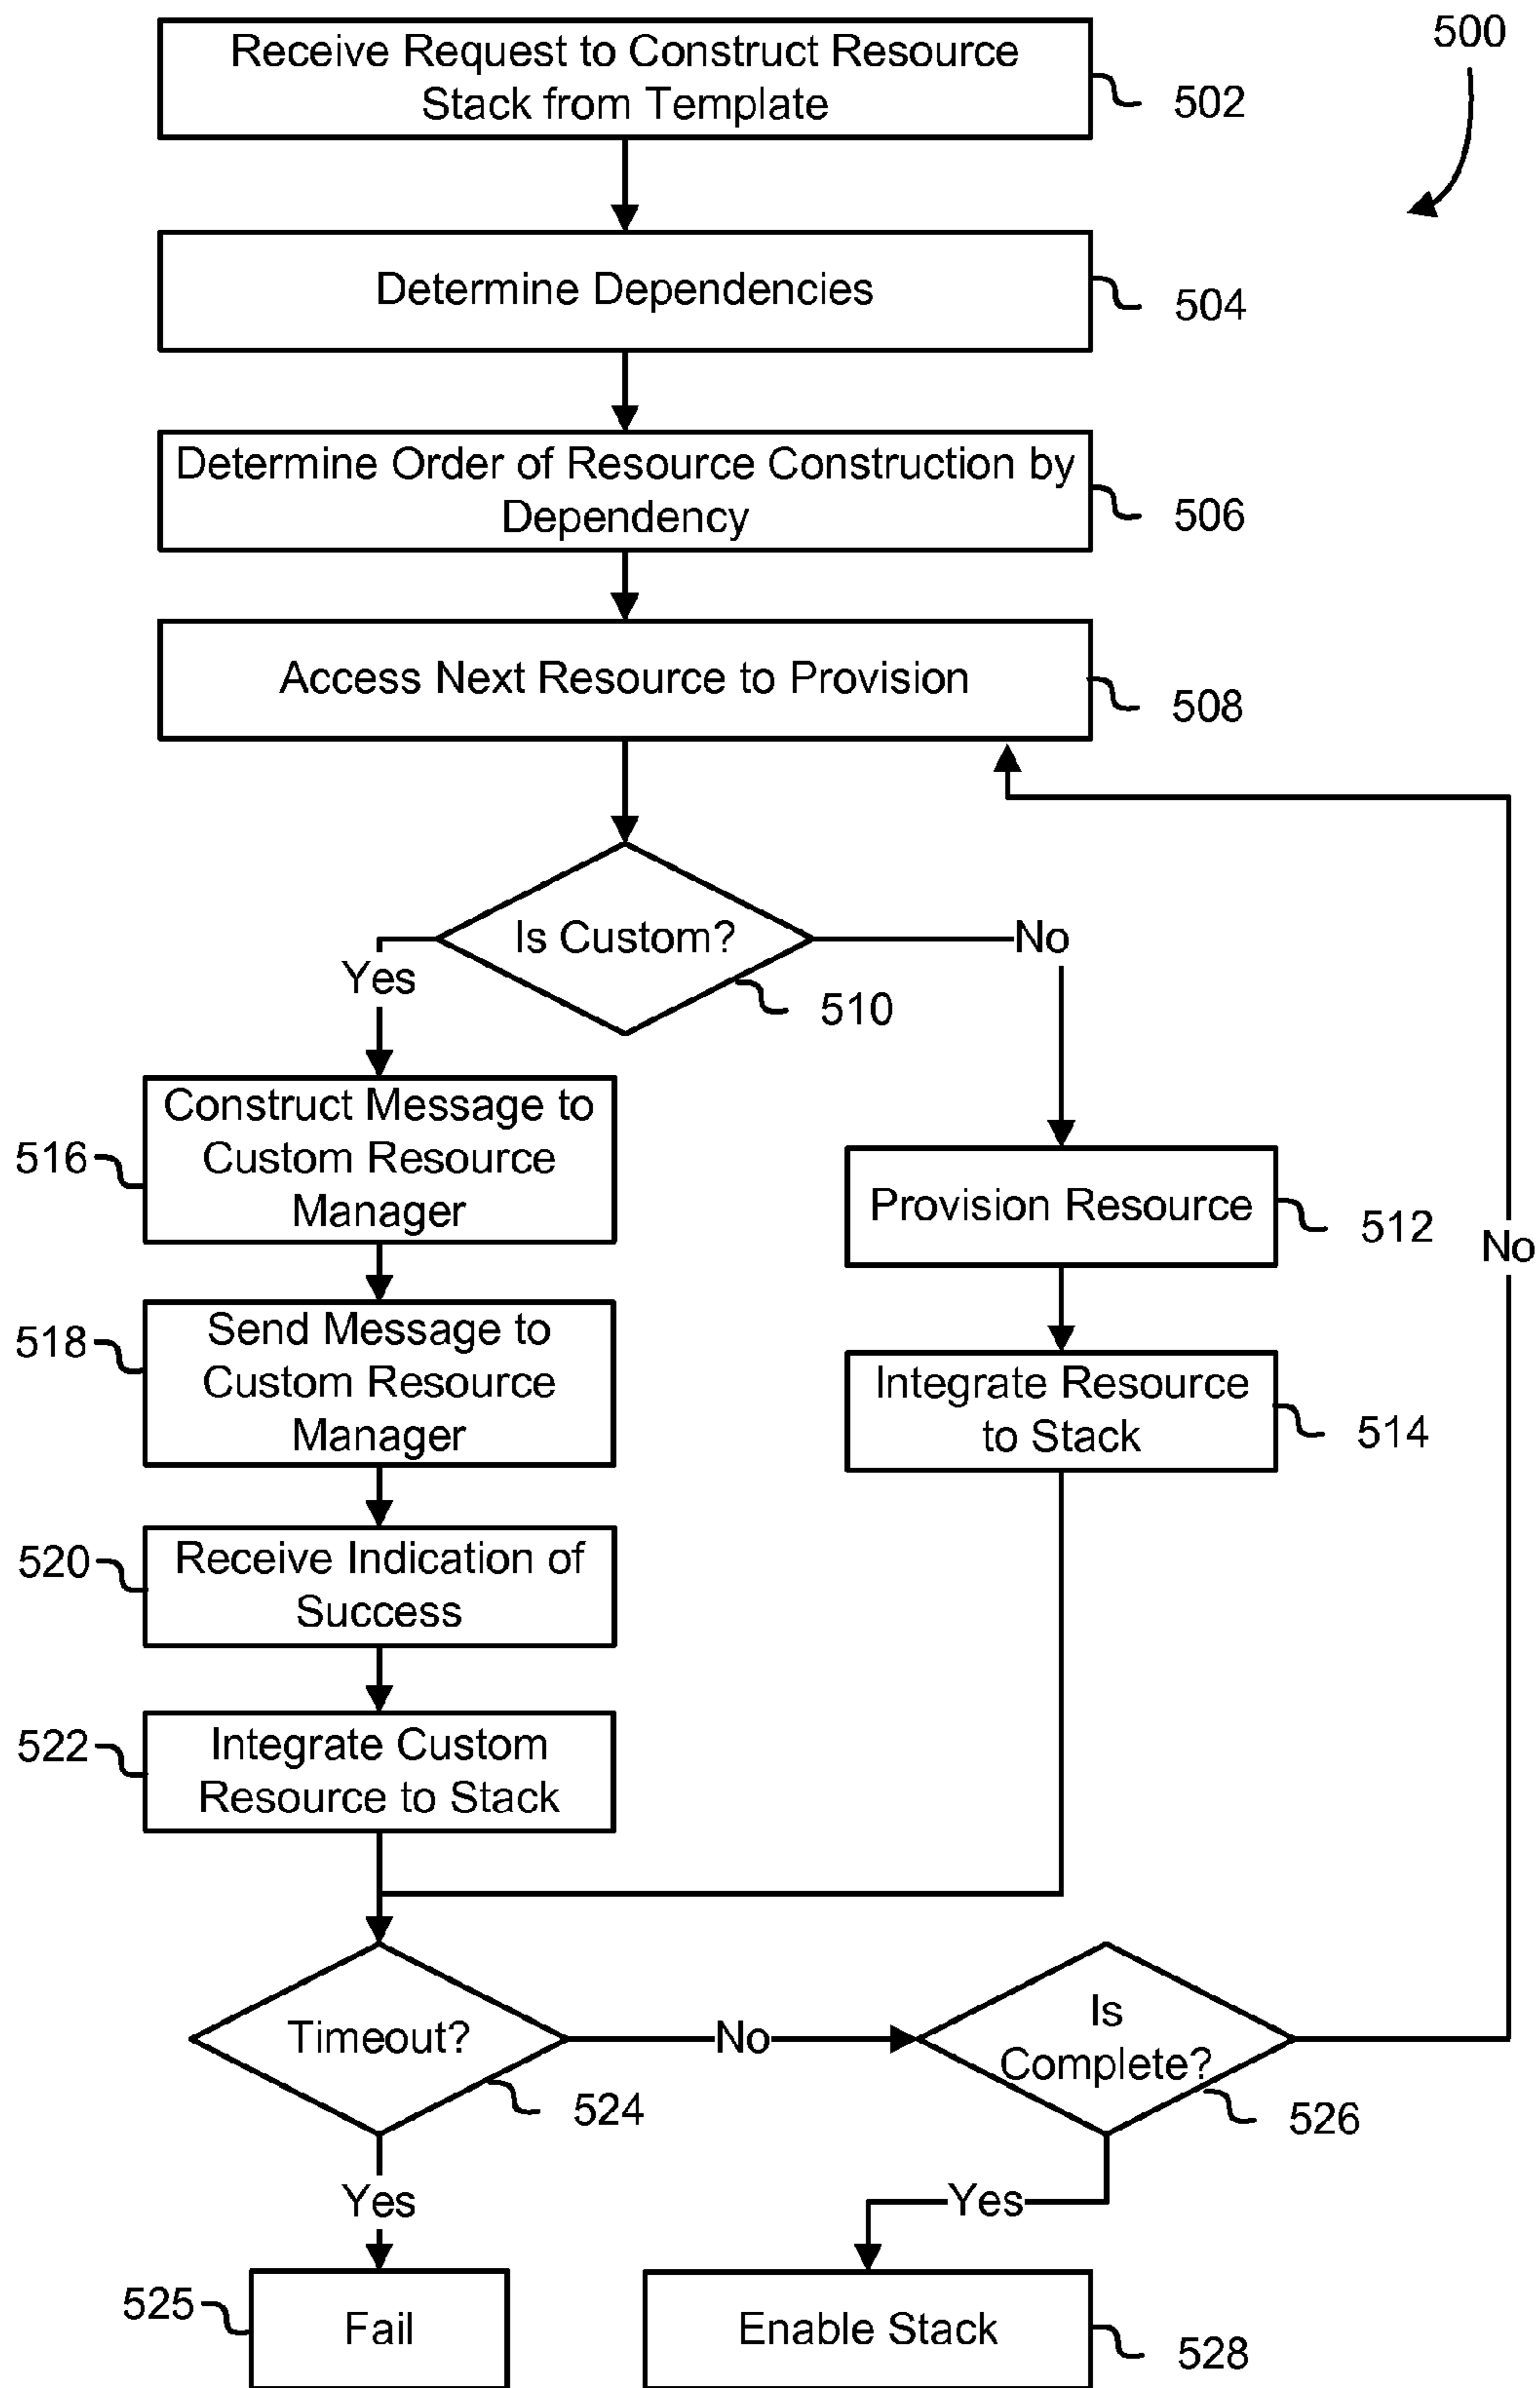 500
Receive Request to Construct Resource
Stack from Template
502
Determine Dependencies
504
Determine Order of Resource Construction by
Dependency
506
Access Next Resource to Provision
508
Is Custom?
510
Yes
No
Construct Message to
Custom Resource
Manager
516
Provision Resource
512
No
Send Message to
Custom Resource
Manager
518
Integrate Resource
to Stack
514
Receive Indication of
Success
520
Integrate Custom
Resource to Stack
522
Timeout?
524
No
Is
Complete?
526
Yes
Yes
Fail
525
Enable Stack
528